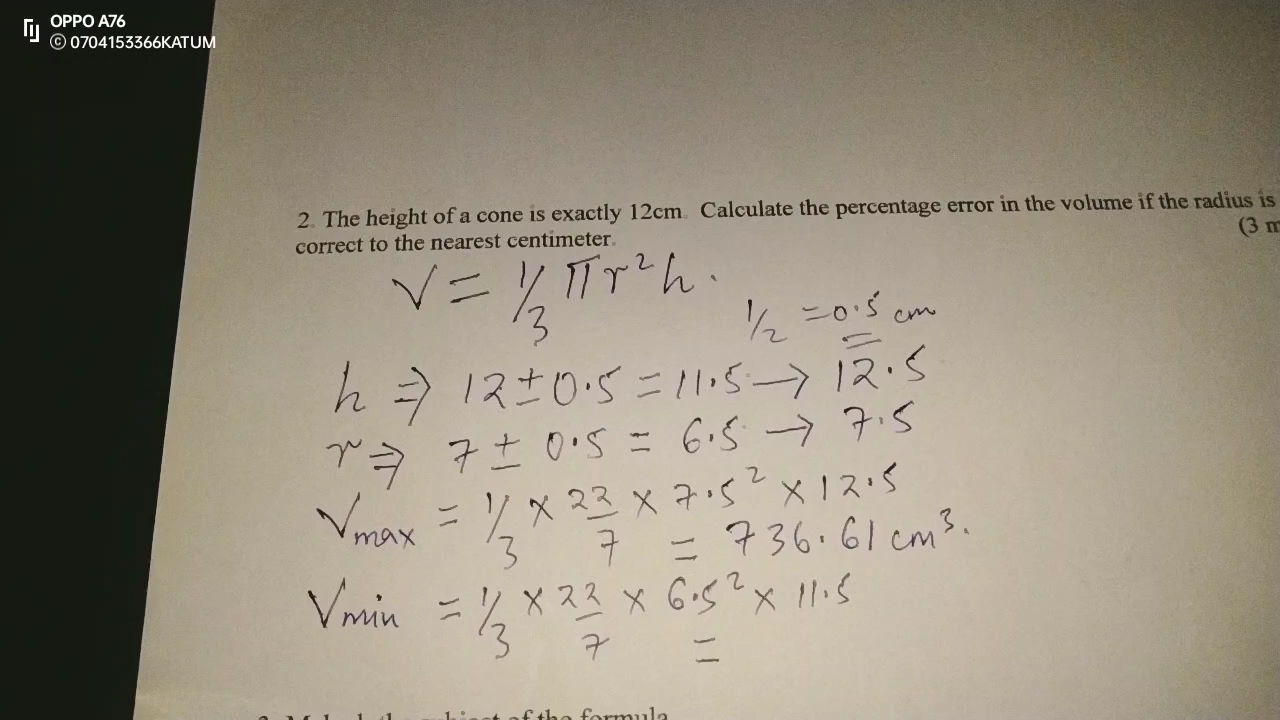 OPPO A76
© 0704153366KATUM
2. The height of a cone is exactly 12cm. Calculate the percentage error in the volume if the radius is
correct to the nearest centimeter. (3 m
V = 1/3 πr²h.
1/2 = 0.5 cm
h ⇒ 12 ± 0.5 = 11.5 → 12.5
r ⇒ 7 ± 0.5 = 6.5 → 7.5
Vmax = 1/3 × 22/7 × 7.5² × 12.5
= 736.61 cm³.
Vmin = 1/3 × 22/7 × 6.5² × 11.5
=
of the formula